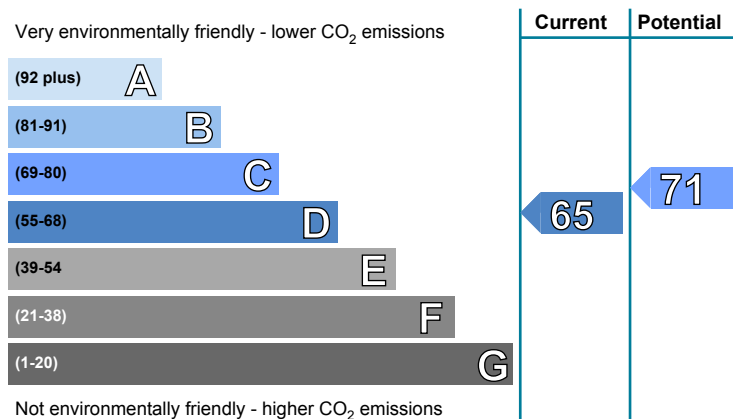 Very environmentally friendly - lower CO2 emissions
Current
Potential
(92 plus) A
(81-91) B
(69-80) C
(55-68) D
(39-54 E
(21-38) F
(1-20) G
65
71
Not environmentally friendly - higher CO2 emissions